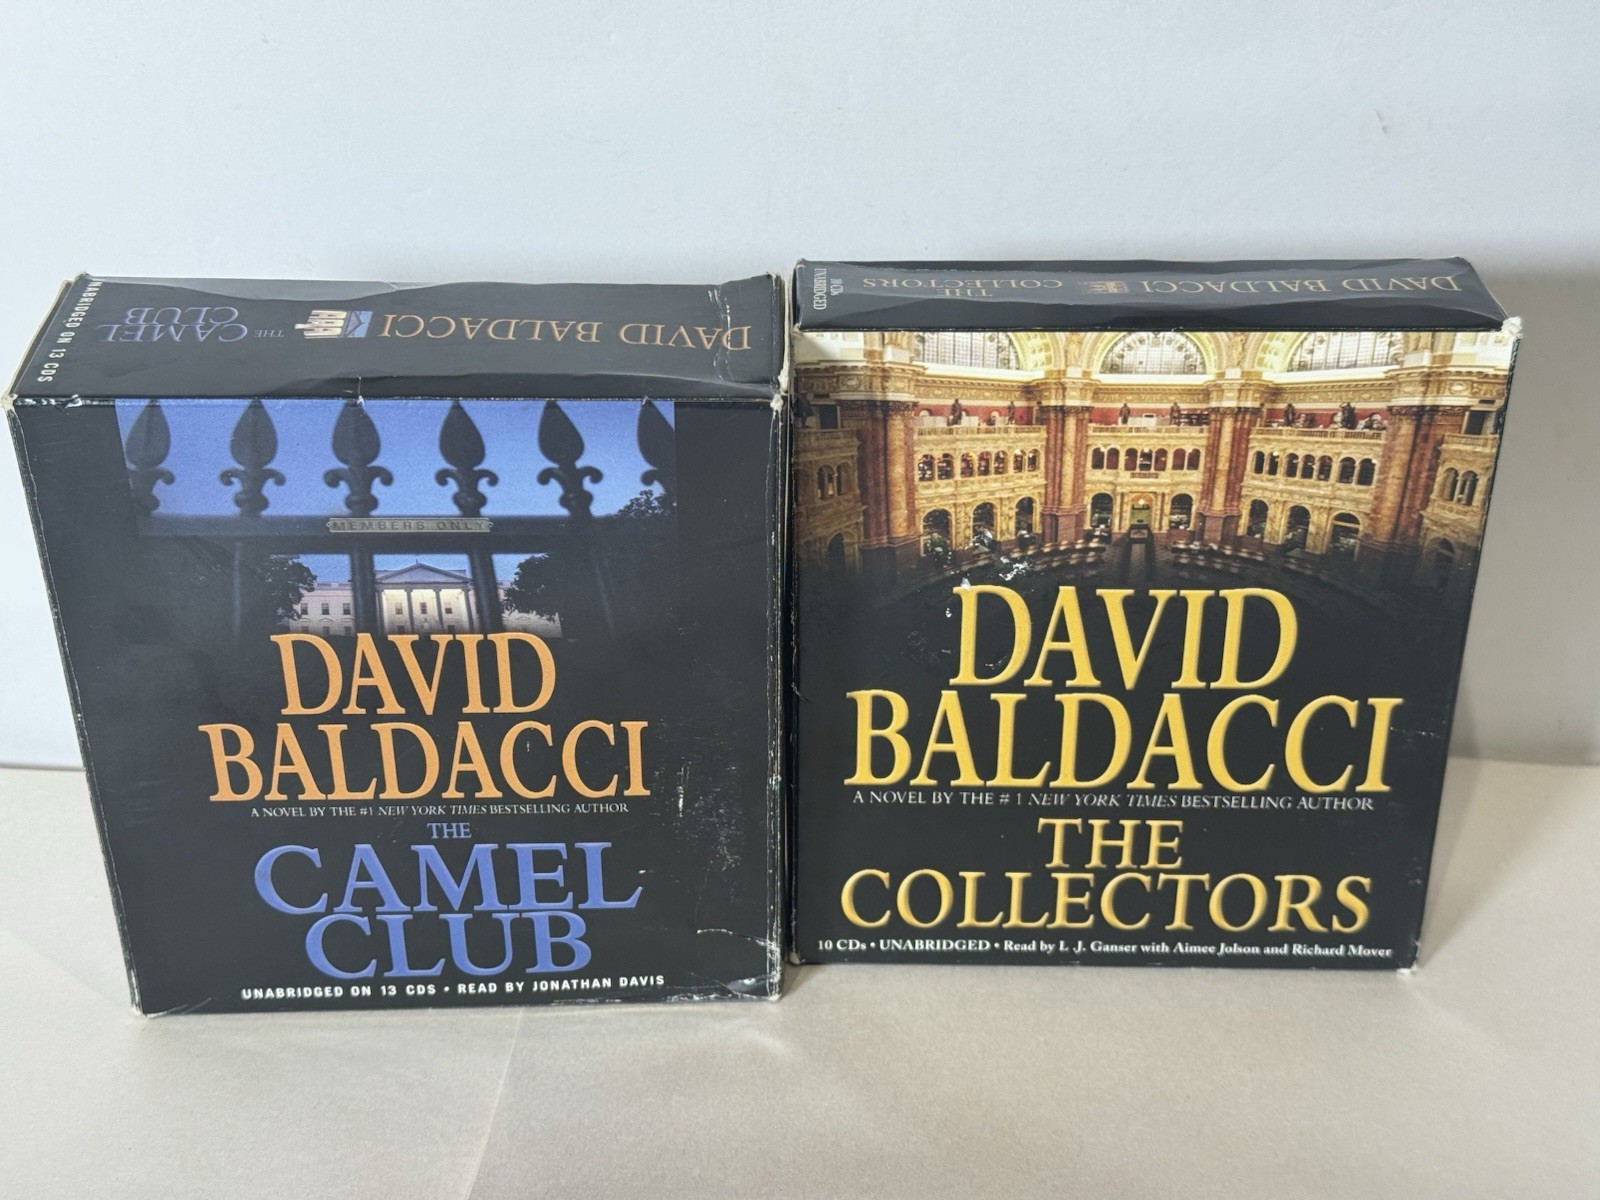 UNABRIDGED ON 13 CDS
THE
CAMEL
CLUB
DAVID BALDACCI
MEMBERS ONLY
DAVID
BALDACCI
A NOVEL BY THE #1 NEW YORK TIMES BESTSELLING AUTHOR
THE
CAMEL
CLUB
UNABRIDGED ON 13 CDS • READ BY JONATHAN DAVIS
10 CDs
UNABRIDGED
THE
COLLECTORS
DAVID BALDACCI
DAVID
BALDACCI
A NOVEL BY THE # 1 NEW YORK TIMES BESTSELLING AUTHOR
THE
COLLECTORS
10 CDs • UNABRIDGED • Read by L. J. Ganser with Aimee Jolson and Richard Mover